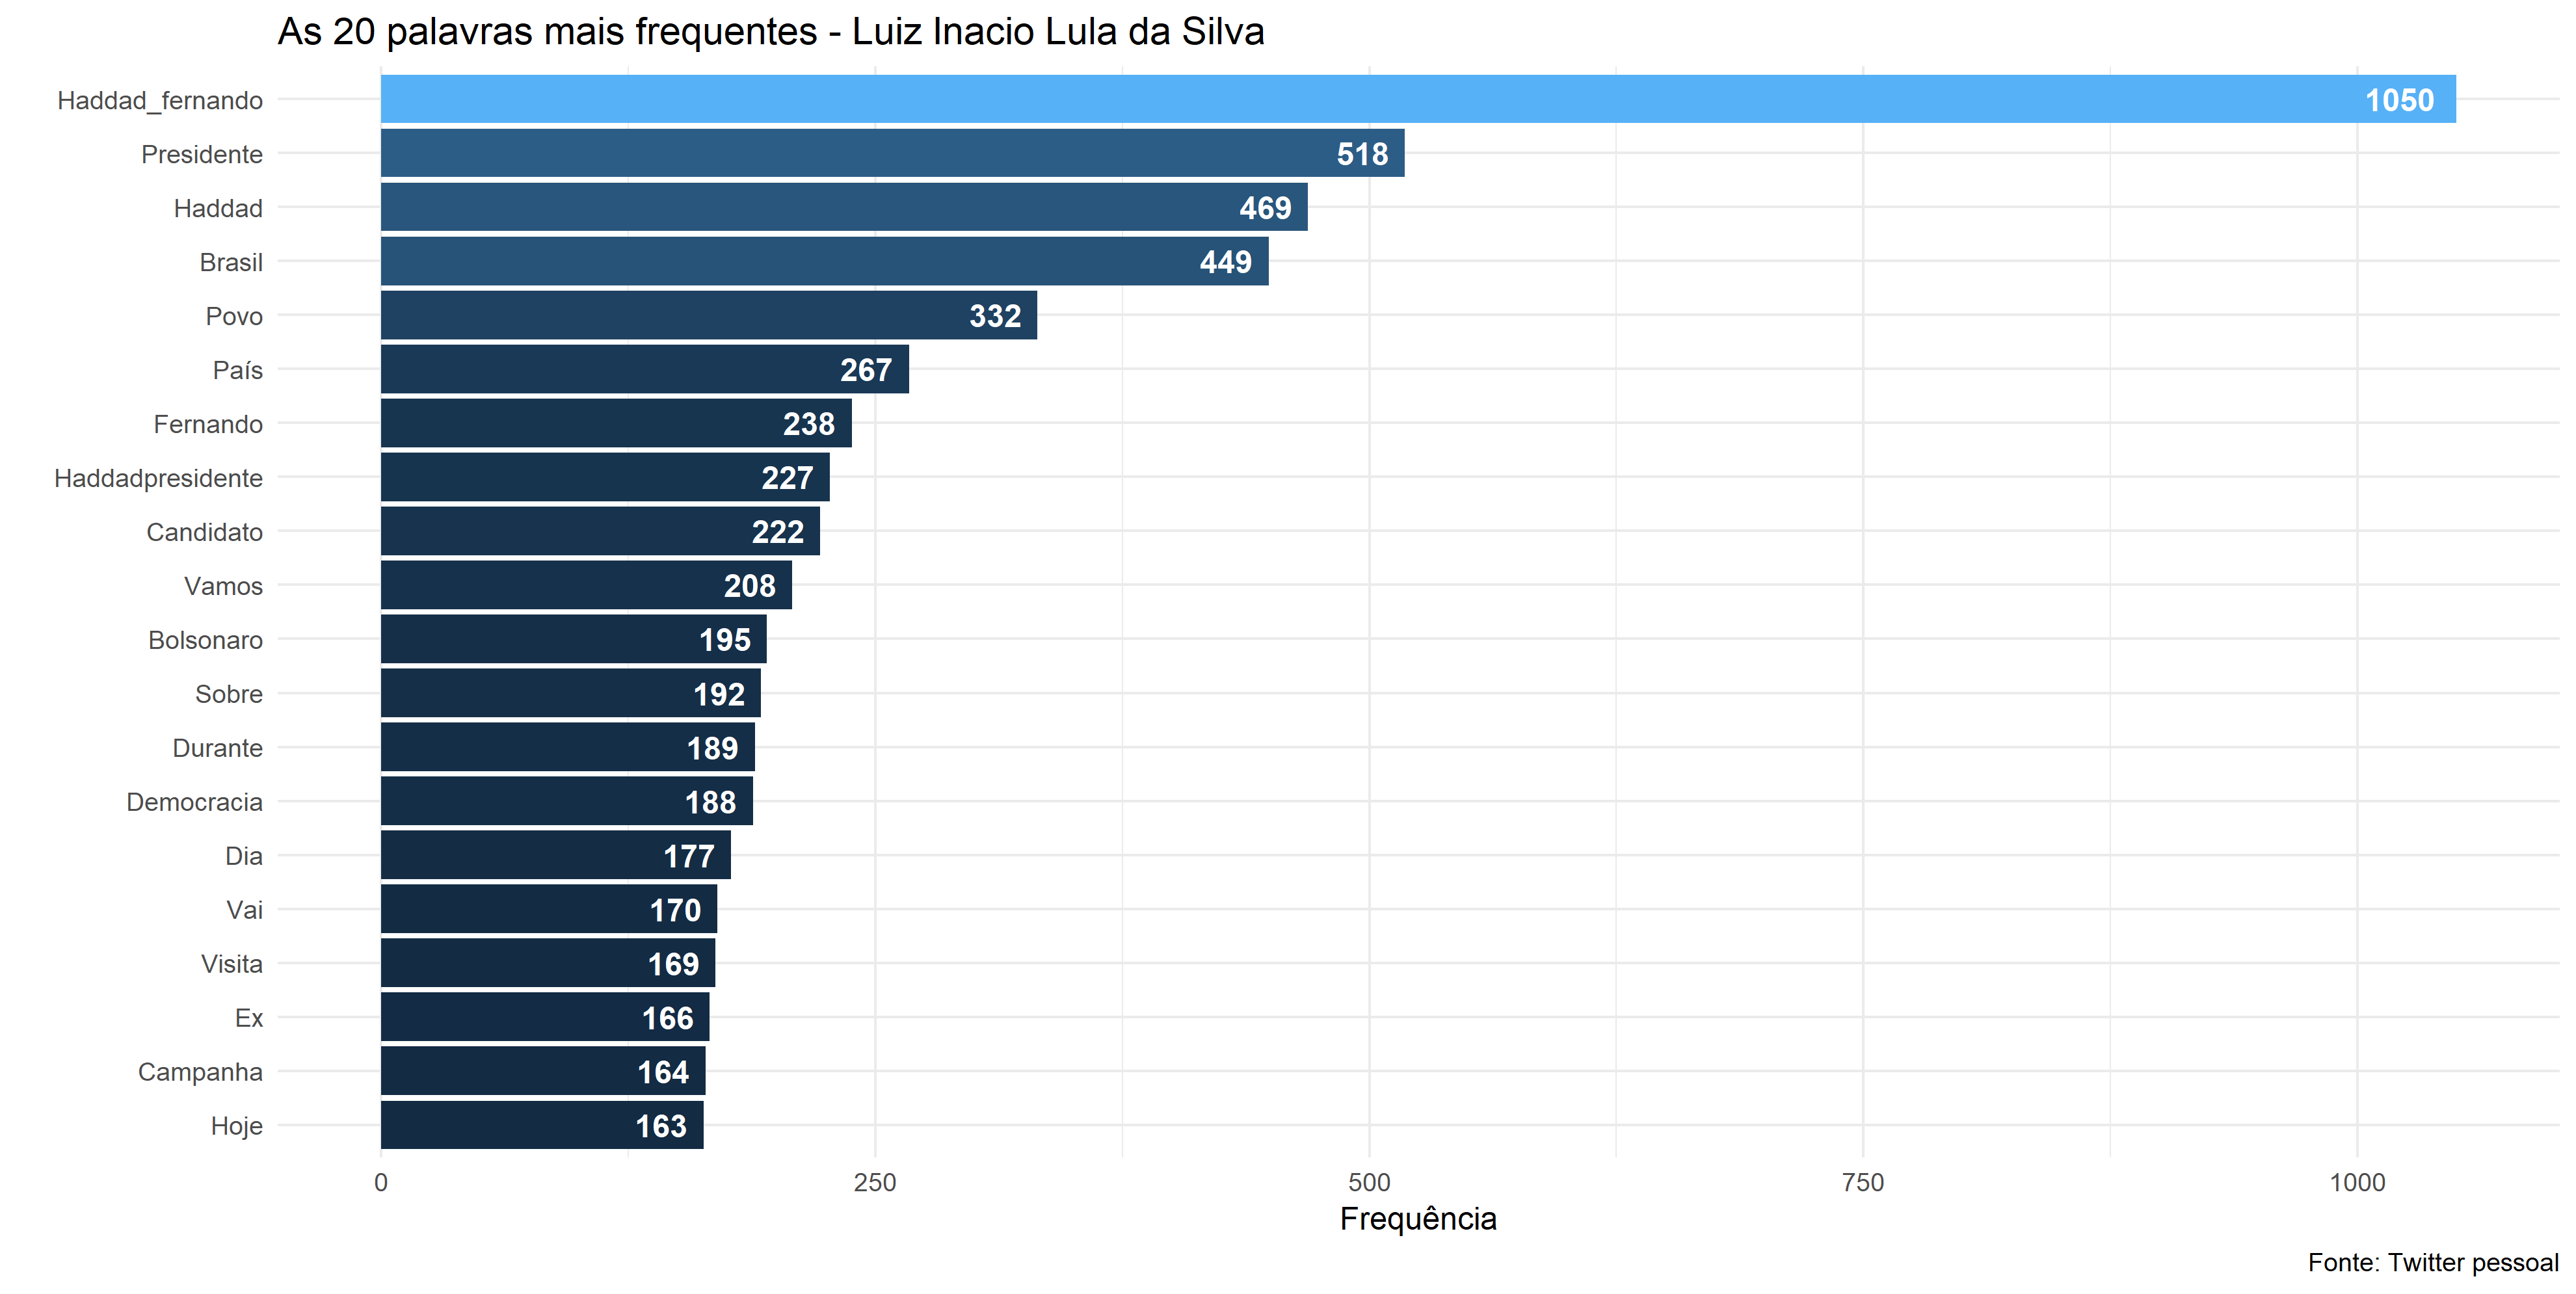 As 20 palavras mais frequentes - Luiz Inacio Lula da Silva
Haddad_fernando 1050
Presidente 518
Haddad 469
Brasil 449
Povo 332
País 267
Fernando 238
Haddadpresidente 227
Candidato 222
Vamos 208
Bolsonaro 195
Sobre 192
Durante 189
Democracia 188
Dia 177
Vai 170
Visita 169
Ex 166
Campanha 164
Hoje 163
0 250 500 750 1000
Frequência
Fonte: Twitter pessoal